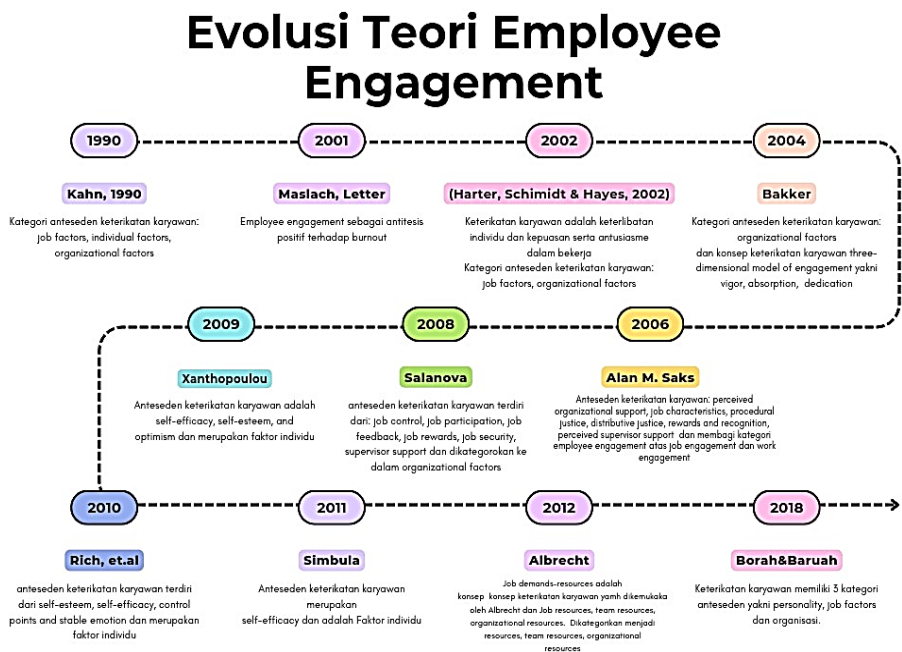 Evolusi Teori Employee
Engagement
1990
2001
2002
2004
Kahn, 1990
Kategori anteseden keterikatan karyawan:
job factors, individual factors,
organizational factors
Maslach, Letter
Employee engagement sebagai antitesis
positif terhadap burnout
(Harter, Schimidt & Hayes, 2002)
Keterikatan karyawan adalah keterlibatan
individu dan kepuasan serta antusiasme
dalam bekerja
Kategori anteseden keterikatan karyawan:
job factors, organizational factors
Bakker
Kategori anteseden keterikatan karyawan:
organizational factors
dan konsep keterikatan karyawan three-
dimensional model of engagement yakni
vigor, absorption, dedication
2009
2008
2006
Xanthopoulou
Anteseden keterikatan karyawan adalah
self-efficacy, self-esteem, and
optimism dan merupakan faktor individu
Salanova
anteseden keterikatan karyawan terdiri
dari: job control, job participation, job
feedback, job rewards, job security,
supervisor support dan dikategorokan ke
dalam organizational factors
Alan M. Saks
Anteseden keterikatan karyawan: perceived
organizational support, job characteristics, procedural
justice, distributive justice, rewards and recognition,
perceived supervisor support dan membagi kategori
employee engagement atas job engagement dan work
engagement
2010
2011
2012
2018
Rich, et.al
anteseden keterikatan karyawan terdiri
dari self-esteem, self-efficacy, control
points and stable emotion dan merupakan
faktor individu
Simbula
Anteseden keterikatan karyawan
merupakan
self-efficacy dan adalah Faktor individu
Albrecht
Job demands-resources adalah
konsep konsep keterikatan karyawan yamh dikemukaka
oleh Albrecht dan Job resources, team resources,
organizational resources. Dikategorikan menjadi
resources, team resources, organizational
resources
Borah&Baruah
Keterikatan karyawan memiliki 3 kategori
anteseden yakni personality, job factors
dan organisasi.